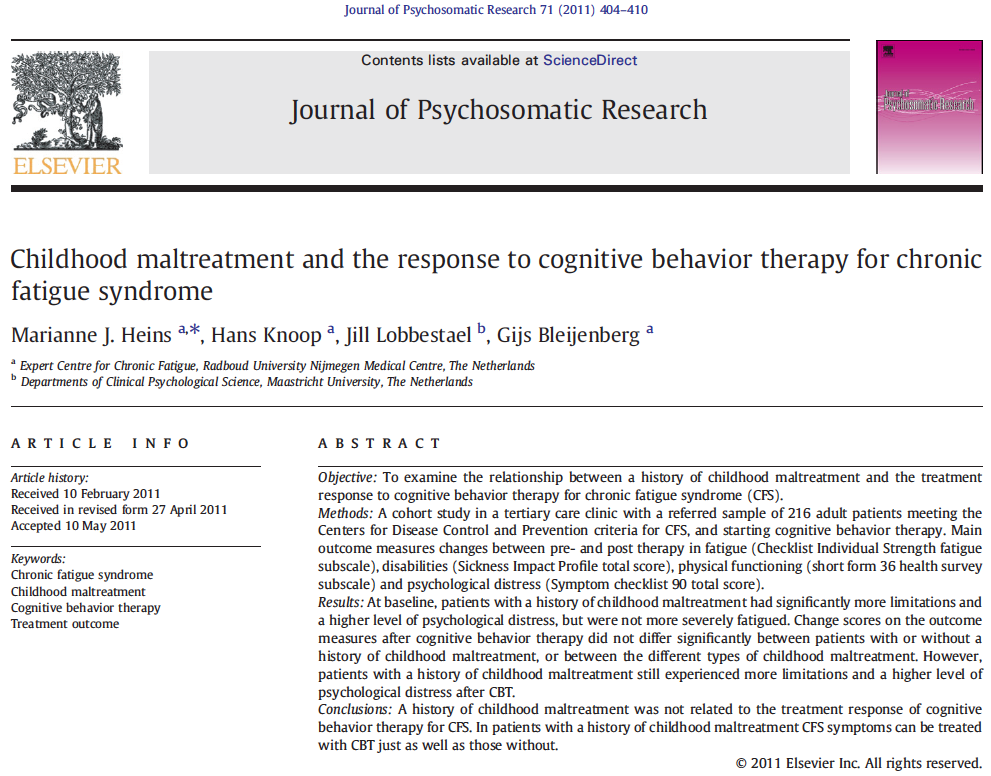 Journal of Psychosomatic Research 71 (2011) 404–410
Contents lists available at ScienceDirect
Journal of Psychosomatic Research
ELSEVIER
Journal of
Psychosomatic Research
Childhood maltreatment and the response to cognitive behavior therapy for chronic
fatigue syndrome
Marianne J. Heins a,*, Hans Knoop a, Jill Lobbestael b, Gijs Bleijenberg a
a Expert Centre for Chronic Fatigue, Radboud University Nijmegen Medical Centre, The Netherlands
b Departments of Clinical Psychological Science, Maastricht University, The Netherlands
ARTICLE INFO
Article history:
Received 10 February 2011
Received in revised form 27 April 2011
Accepted 10 May 2011
Keywords:
Chronic fatigue syndrome
Childhood maltreatment
Cognitive behavior therapy
Treatment outcome
ABSTRACT
Objective: To examine the relationship between a history of childhood maltreatment and the treatment
response to cognitive behavior therapy for chronic fatigue syndrome (CFS).
Methods: A cohort study in a tertiary care clinic with a referred sample of 216 adult patients meeting the
Centers for Disease Control and Prevention criteria for CFS, and starting cognitive behavior therapy. Main
outcome measures changes between pre- and post therapy in fatigue (Checklist Individual Strength fatigue
subscale), disabilities (Sickness Impact Profile total score), physical functioning (short form 36 health survey
subscale) and psychological distress (Symptom checklist 90 total score).
Results: At baseline, patients with a history of childhood maltreatment had significantly more limitations and
a higher level of psychological distress, but were not more severely fatigued. Change scores on the outcome
measures after cognitive behavior therapy did not differ significantly between patients with or without a
history of childhood maltreatment, or between the different types of childhood maltreatment. However,
patients with a history of childhood maltreatment still experienced more limitations and a higher level of
psychological distress after CBT.
Conclusions: A history of childhood maltreatment was not related to the treatment response of cognitive
behavior therapy for CFS. In patients with a history of childhood maltreatment CFS symptoms can be treated
with CBT just as well as those without.
© 2011 Elsevier Inc. All rights reserved.